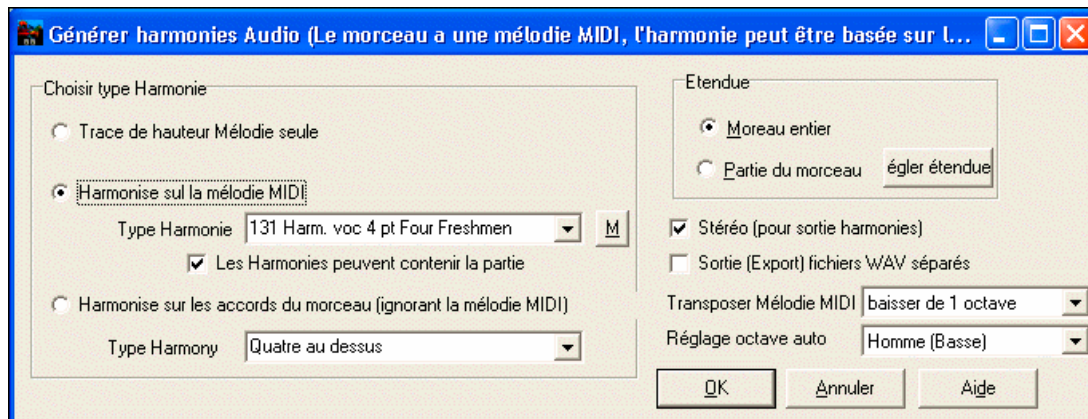 Générer harmonies Audio (Le morceau a une mélodie MIDI, l'harmonie peut être basée sur l...
Choisir type Harmonie
Trace de hauteur Mélodie seule
Harmonise sul la mélodie MIDI
Type Harmonie 131 Harm. voc 4 pt Four Freshmen M
Les Harmonies peuvent contenir la partie
Harmonise sur les accords du morceau (ignorant la mélodie MIDI)
Type Harmony Quatre au dessus
Etendue
Moreau entier
Partie du morceau égler étendue
Stéréo (pour sortie harmonies)
Sortie (Export) fichiers WAV séparés
Transposer Mélodie MIDI baisser de 1 octave
Réglage octave auto Homme (Basse)
OK Annuler Aide